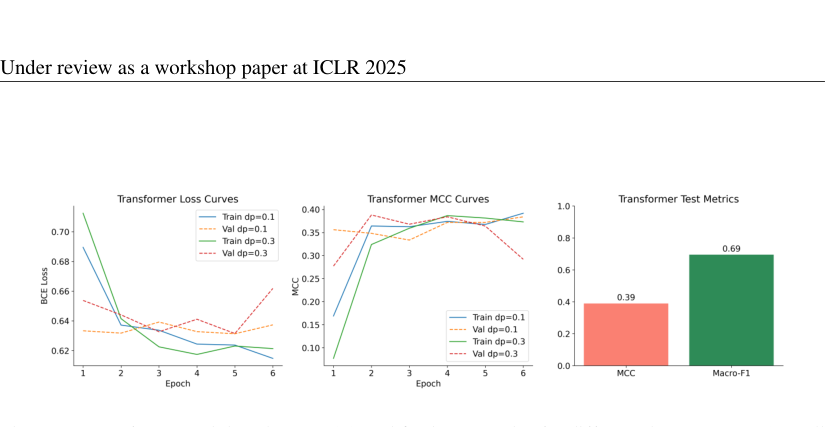 Under review as a workshop paper at ICLR 2025
Transformer Loss Curves
BCE Loss
0.70
0.68
0.66
0.64
0.62
1 2 3 4 5 6
Epoch
Train dp=0.1
Val dp=0.1
Train dp=0.3
Val dp=0.3
Transformer MCC Curves
MCC
0.40
0.35
0.30
0.25
0.20
0.15
0.10
1 2 3 4 5 6
Epoch
Train dp=0.1
Val dp=0.1
Train dp=0.3
Val dp=0.3
Transformer Test Metrics
1.0
0.8
0.6
0.4
0.2
0.0
0.39
0.69
MCC Macro-F1